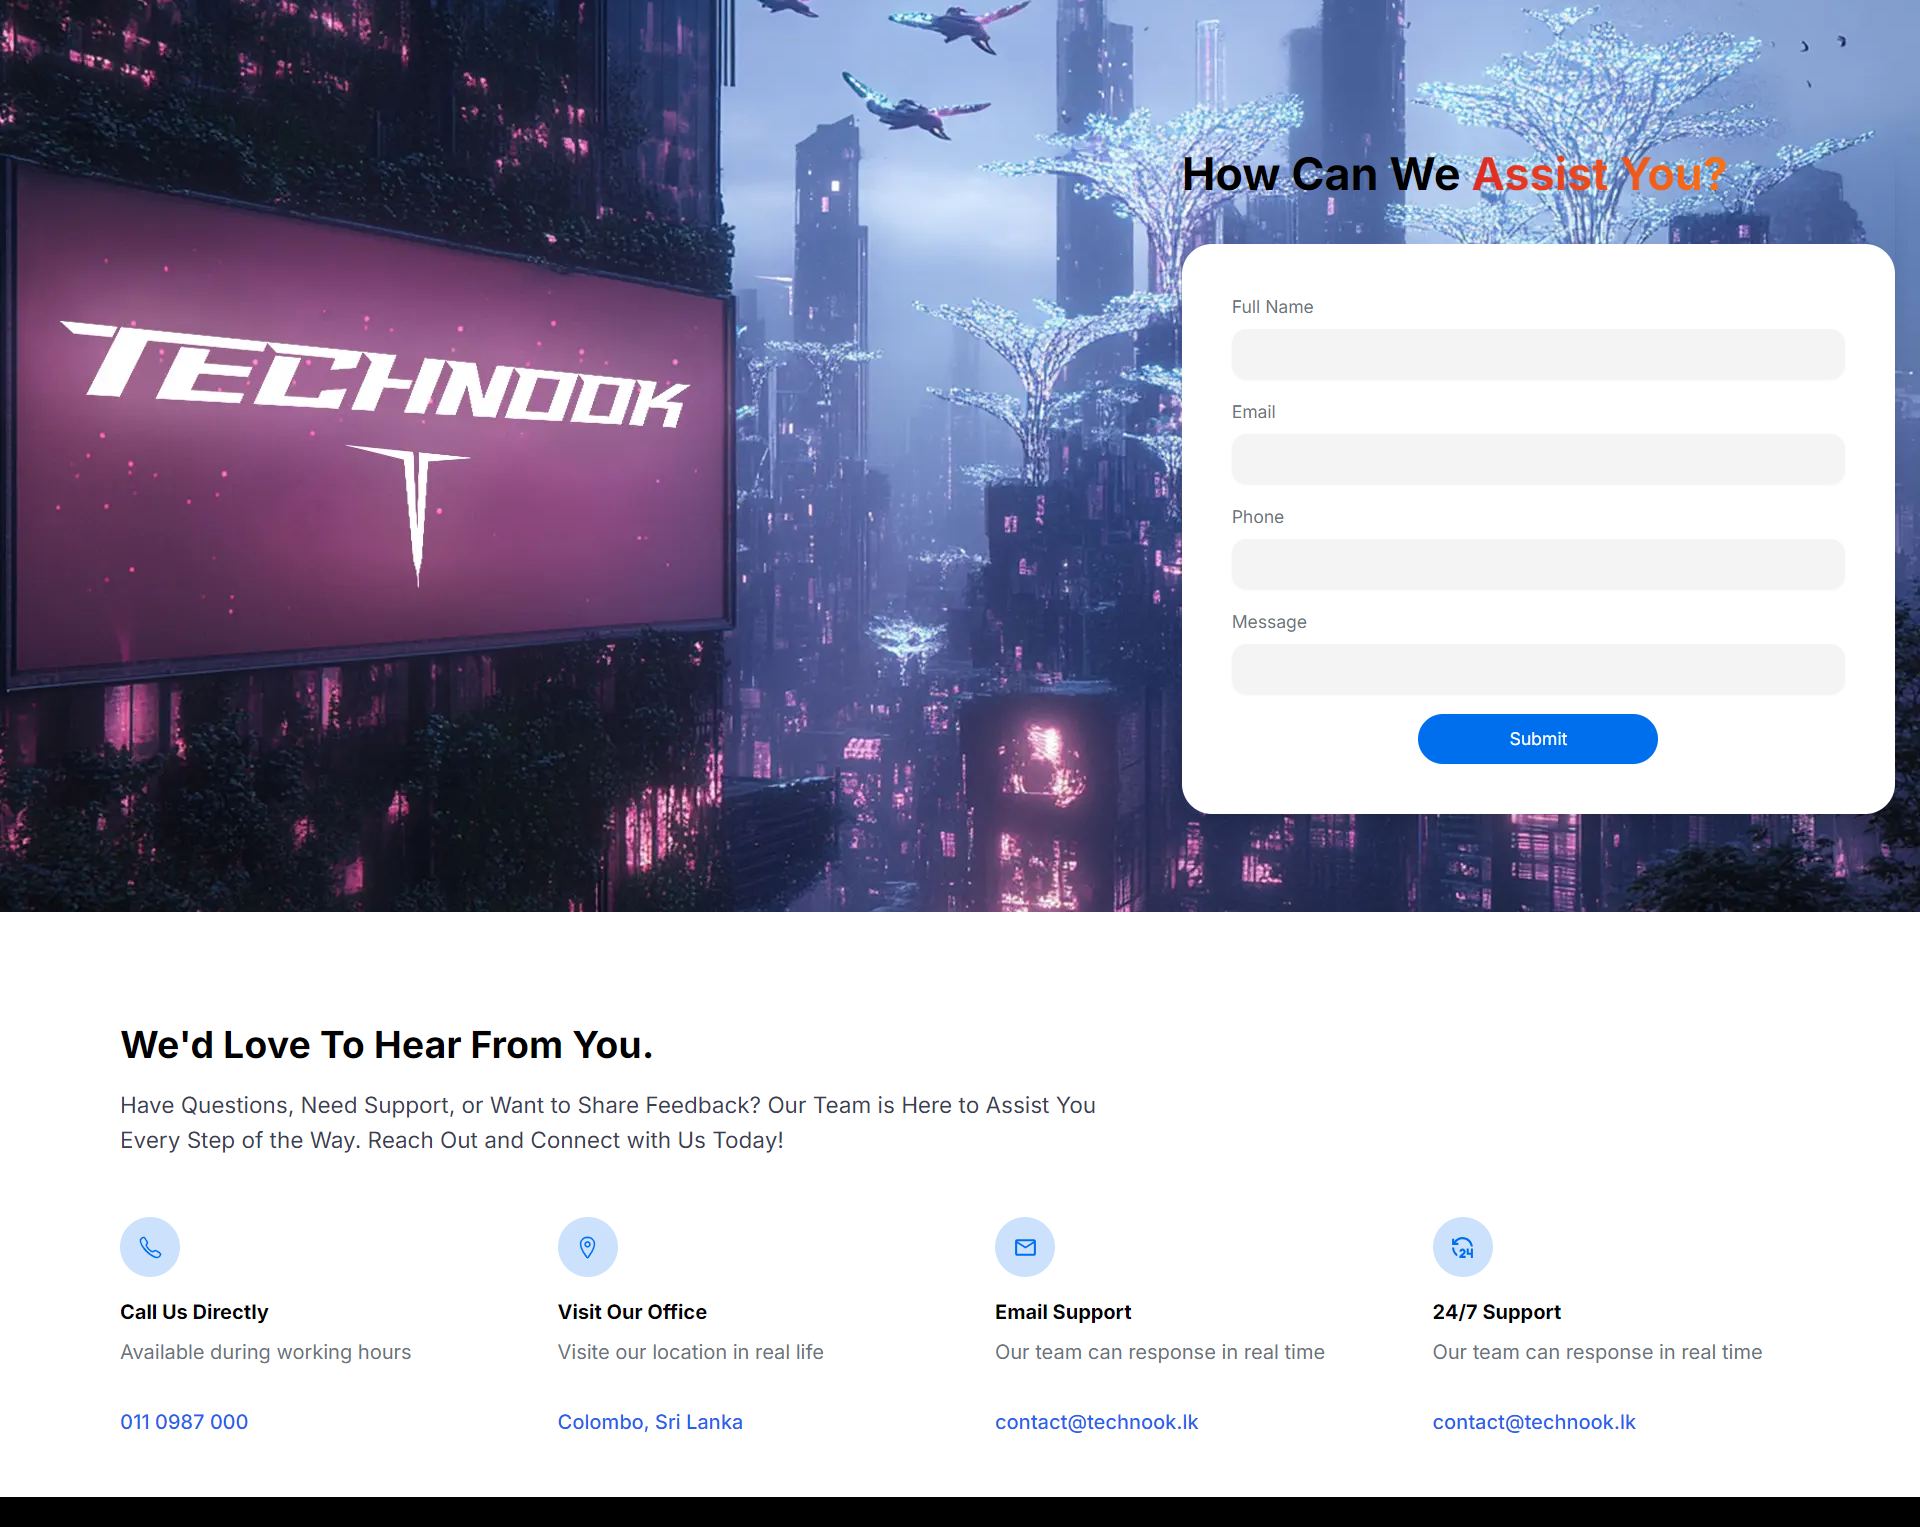 TECHNOOK
How Can We Assist You?
Full Name
Email
Phone
Message
Submit
We'd Love To Hear From You.
Have Questions, Need Support, or Want to Share Feedback? Our Team is Here to Assist You
Every Step of the Way. Reach Out and Connect with Us Today!
24
Call Us Directly
Visit Our Office
Email Support
24/7 Support
Available during working hours
Visite our location in real life
Our team can response in real time
Our team can response in real time
011 0987 000
Colombo, Sri Lanka
contact@technook.lk
contact@technook.lk